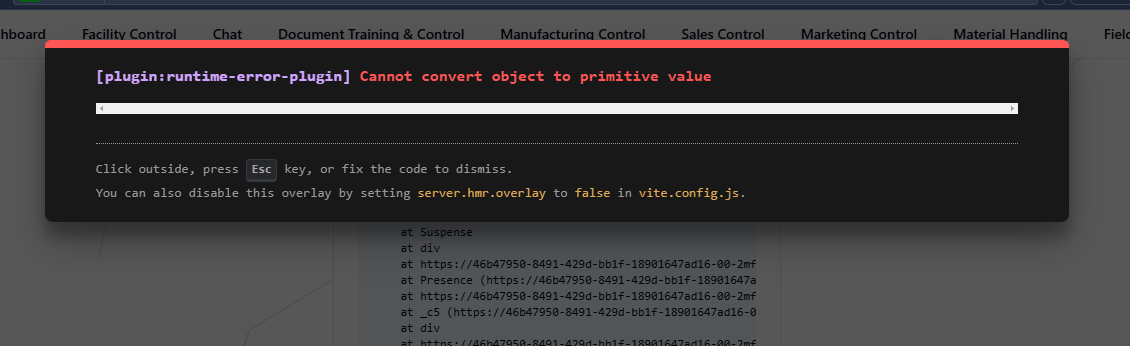 hboard Facility Control Chat Document Training & Control Manufacturing Control Sales Control Marketing Control Material Handling Field
[plugin:runtime-error-plugin] Cannot convert object to primitive value
Click outside, press Esc key, or fix the code to dismiss.
You can also disable this overlay by setting server.hmr.overlay to false in vite.config.js.
at Suspense
at div
at https://46b47950-8491-429d-bb1f-18901647ad16-00-2mf
at Presence (https://46b47950-8491-429d-bb1f-18901647a
at https://46b47950-8491-429d-bb1f-18901647ad16-00-2mf
at _c5 (https://46b47950-8491-429d-bb1f-18901647ad16-0
at div
at https://46b47950-8491-429d-bb1f-18901647ad16-00-2mf